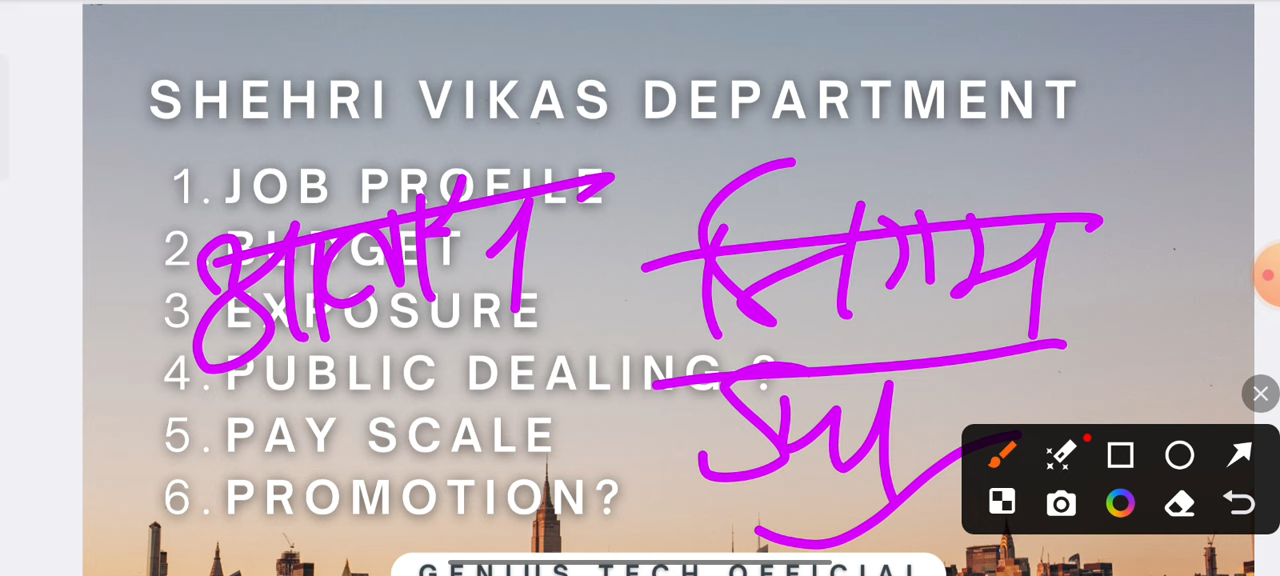 SHEHRI VIKAS DEPARTMENT
1. JOB PROFILE
2. BUDGET
3. EXPOSURE
4. PUBLIC DEALING ?
5. PAY SCALE
6. PROMOTION?
निगम
GENIUS TECH OFFICIAL